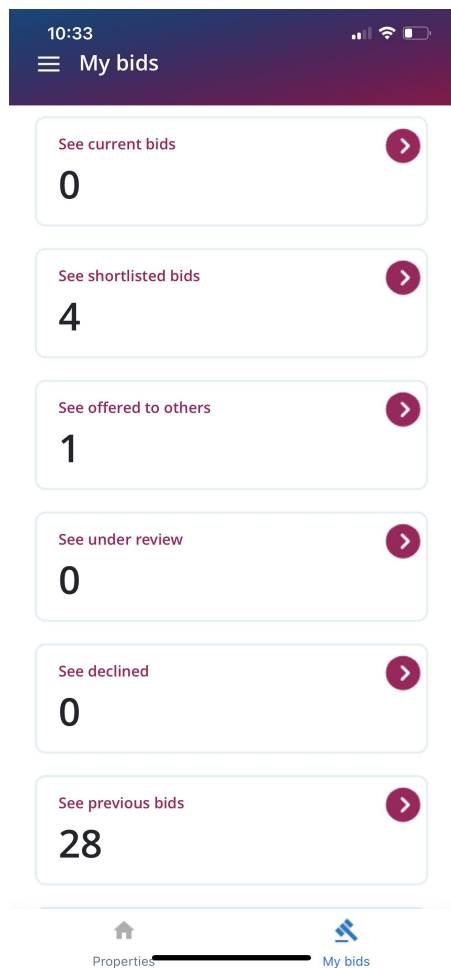 10:33
My bids
See current bids
0
See shortlisted bids
4
See offered to others
1
See under review
0
See declined
0
See previous bids
28
Properties My bids